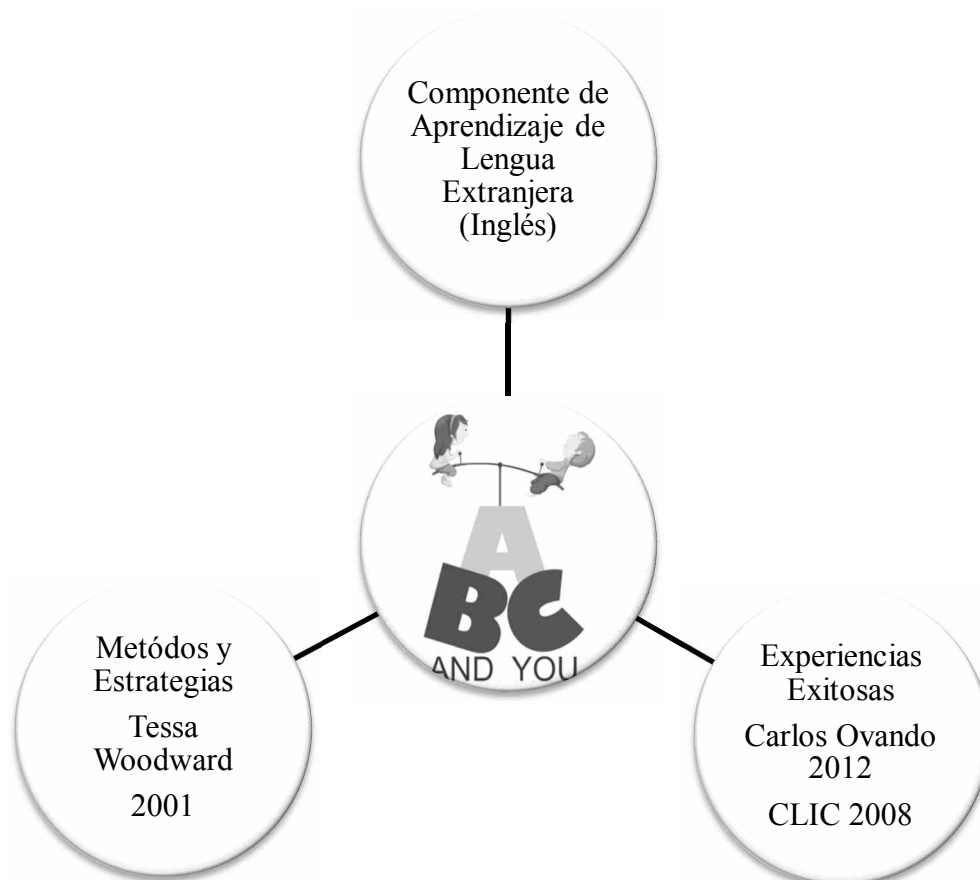 Componente de
Aprendizaje de
Lengua
Extranjera
(Inglés)
A
BC
AND YOU
Metódos y
Estrategias
Tessa
Woodward
2001
Experiencias
Exitosas
Carlos Ovando
2012
CLIC 2008